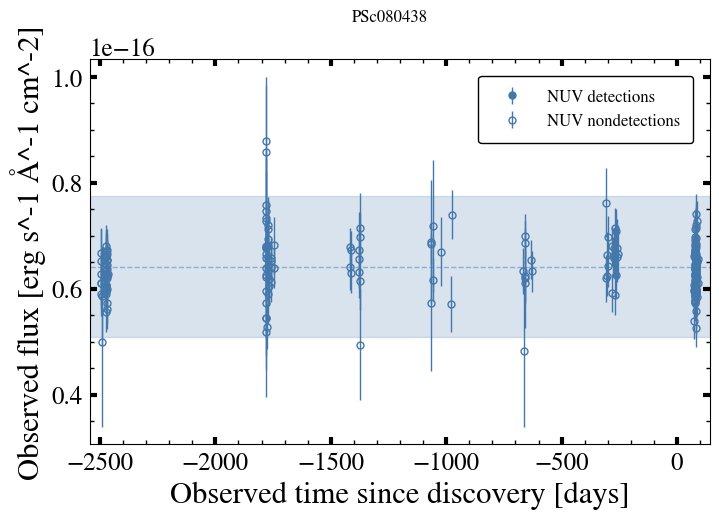 PSc080438
1e−16
Observed flux [erg s^-1 Å^-1 cm^-2]
1.0
0.8
0.6
0.4
NUV detections
NUV nondetections
−2500
−2000
−1500
−1000
−500
0
Observed time since discovery [days]